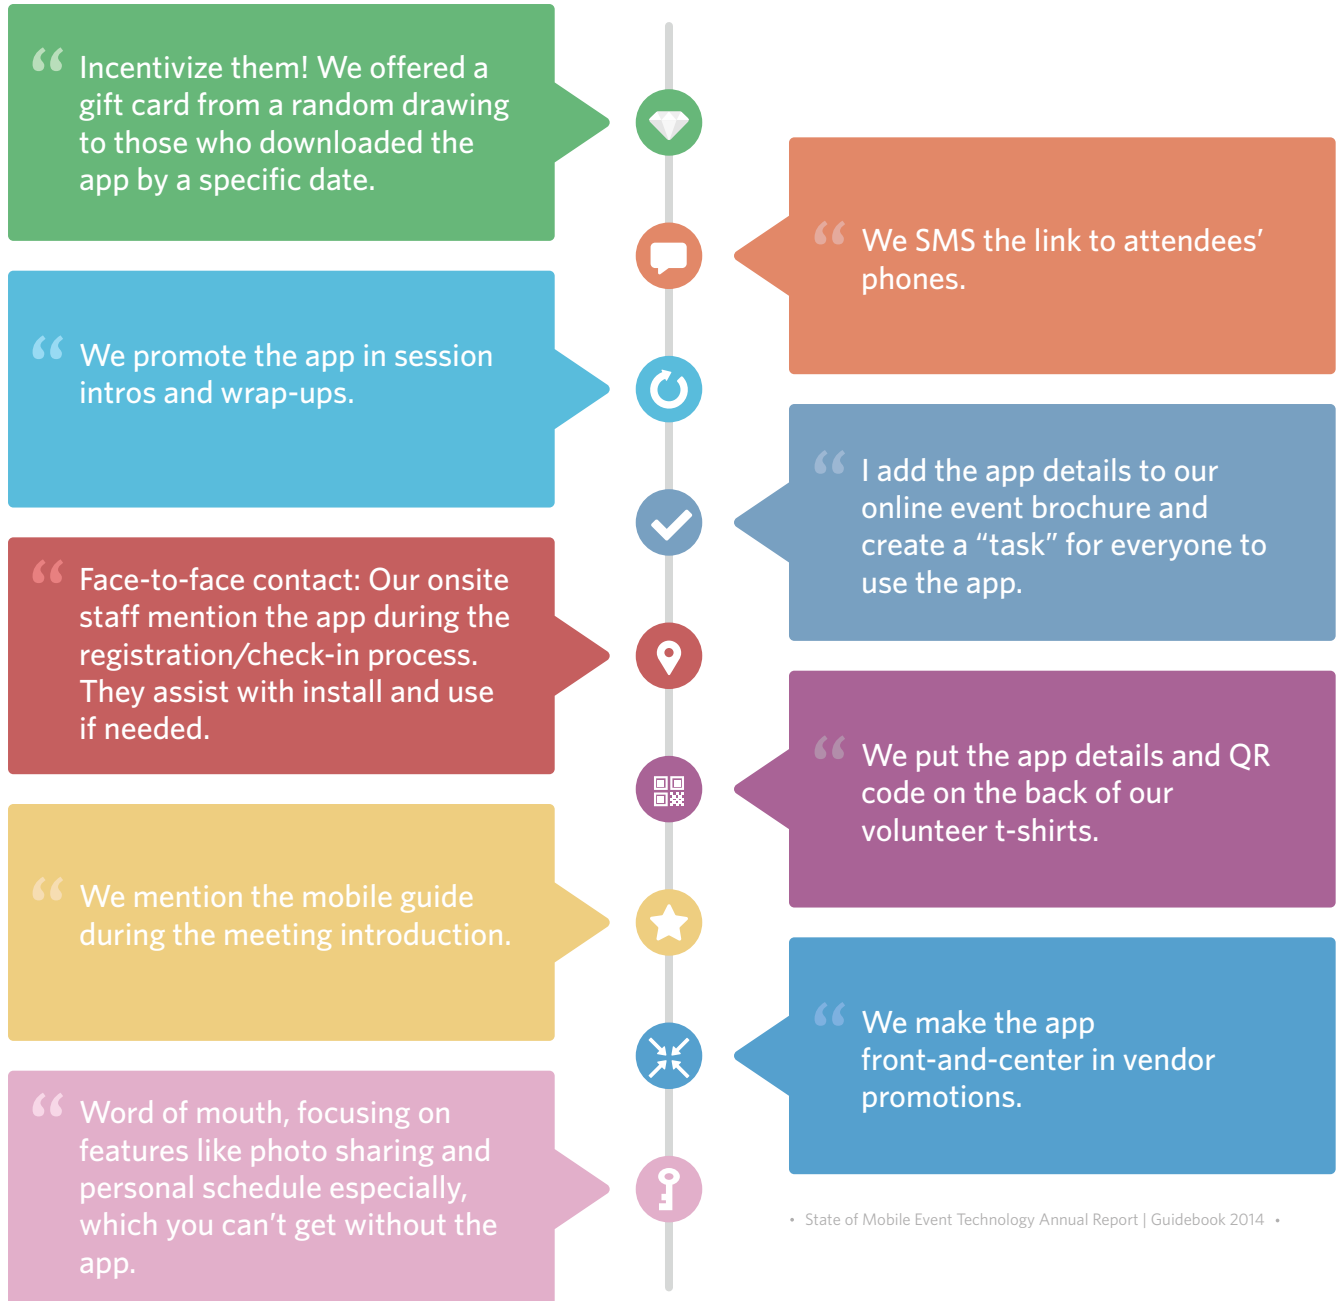 “ Incentivize them! We offered a
gift card from a random drawing
to those who downloaded the
app by a specific date.
“ We SMS the link to attendees’
phones.
“ We promote the app in session
intros and wrap-ups.
“ I add the app details to our
online event brochure and
create a “task” for everyone to
use the app.
“ Face-to-face contact: Our onsite
staff mention the app during the
registration/check-in process.
They assist with install and use
if needed.
“ We put the app details and QR
code on the back of our
volunteer t-shirts.
“ We mention the mobile guide
during the meeting introduction.
“ We make the app
front-and-center in vendor
promotions.
“ Word of mouth, focusing on
features like photo sharing and
personal schedule especially,
which you can’t get without the
app.
• State of Mobile Event Technology Annual Report | Guidebook 2014 •